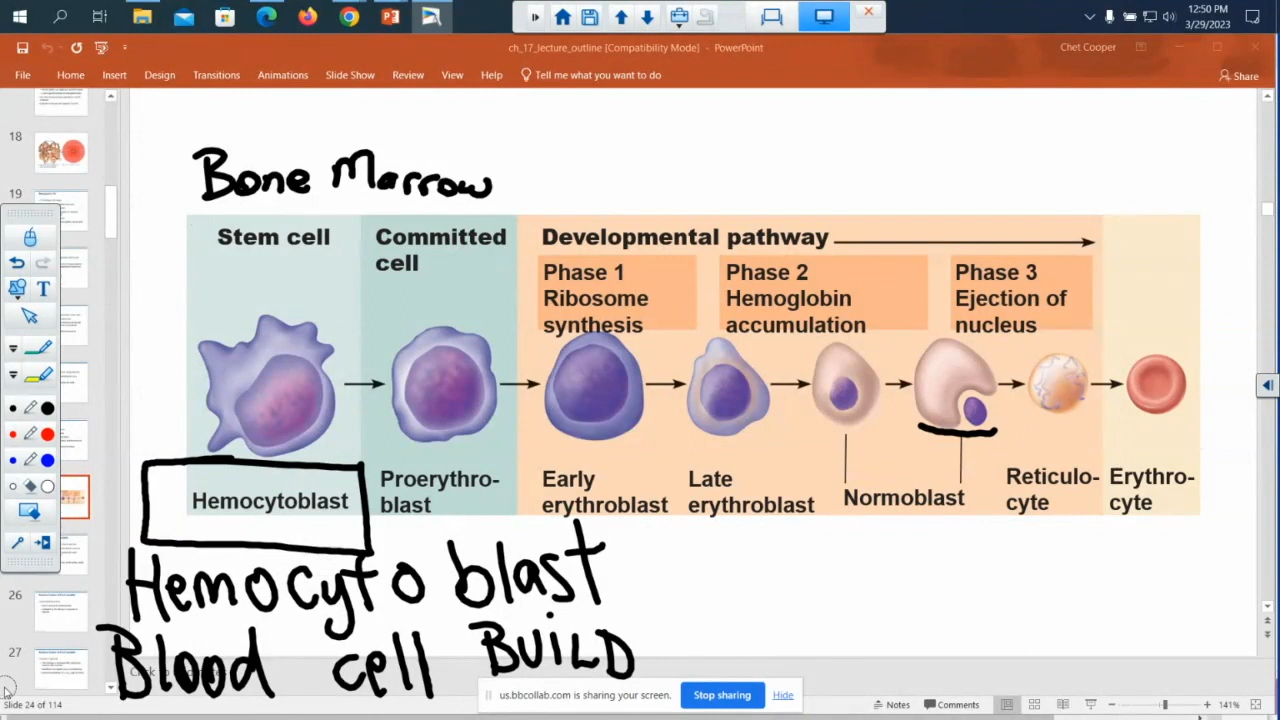 12:50 PM
3/29/2023
ch_17_lecture_outline [Compatibility Mode] - PowerPoint
Chet Cooper
File Home Insert Design Transitions Animations Slide Show Review View Help Tell me what you want to do
Share
18
19
26
27
Bone Marrow
Stem cell
Committed
cell
Developmental pathway
Phase 1
Ribosome
synthesis
Phase 2
Hemoglobin
accumulation
Phase 3
Ejection of
nucleus
Hemocytoblast
Proerythro-
blast
Early
erythroblast
Late
erythroblast
Normoblast
Reticulo-
cyte
Erythro-
cyte
Hemocyto blast
Blood cell BUILD
us.bbcollab.com is sharing your screen. Stop sharing Hide
Slide 24 of 114
Notes Comments
141%